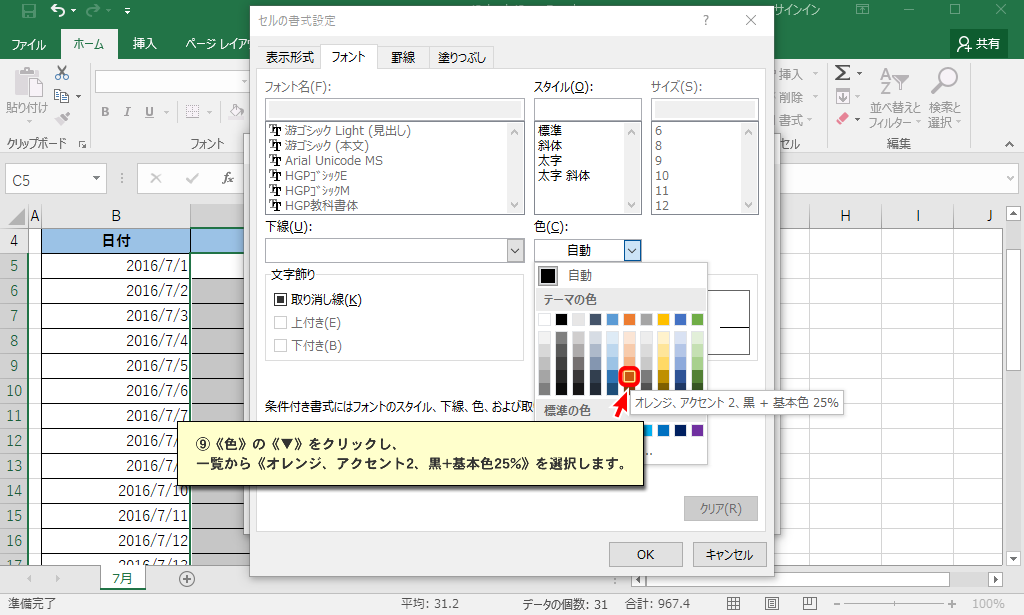 サインイン
ファイル
ホーム
挿入
ページ レイアウ
共有
貼り付け
クリップボード
B I U
フォント
挿入
削除
書式
セル
Σ
並べ替えと
フィルター
検索と
選択
編集
C5
fx
A
B
H
I
J
4
日付
5
2016/7/1
6
2016/7/2
7
2016/7/3
8
2016/7/4
9
2016/7/5
10
2016/7/6
11
2016/7/7
12
2016/7/8
13
2016/7/9
14
2016/7/10
15
2016/7/11
16
2016/7/12
17
2016/7/13
セルの書式設定
?
表示形式
フォント
罫線
塗りつぶし
フォント名(F):
游ゴシック Light (見出し)
游ゴシック (本文)
Arial Unicode MS
HGPｺﾞｼｯｸE
HGPｺﾞｼｯｸM
HGP教科書体
スタイル(O):
標準
斜体
太字
太字 斜体
サイズ(S):
6
8
9
10
11
12
下線(U):
色(C):
自動
文字飾り
取り消し線(K)
上付き(E)
下付き(B)
自動
テーマの色
標準の色
オレンジ、アクセント 2、黒 + 基本色 25%
条件付き書式にはフォントのスタイル、下線、色、および取
⑨《色》の《▼》をクリックし、
一覧から《オレンジ、アクセント2、黒+基本色25%》を選択します。
クリア(R)
OK
キャンセル
7月
準備完了
平均: 31.2
データの個数: 31
合計: 967.4
100%